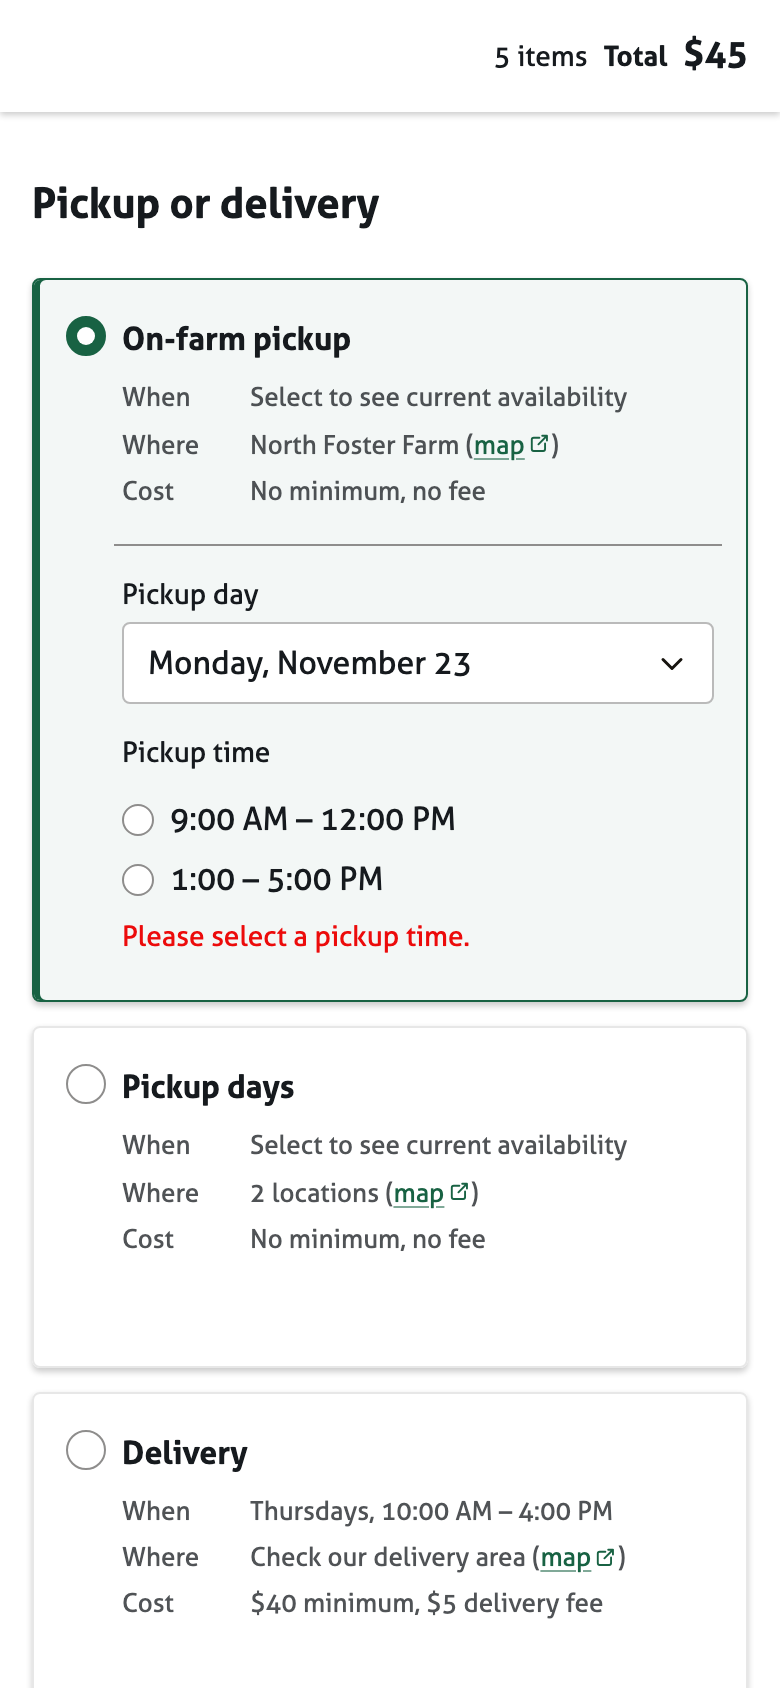 5 items Total $45
Pickup or delivery
On-farm pickup
When Select to see current availability
Where North Foster Farm (map)
Cost No minimum, no fee
Pickup day
Monday, November 23
Pickup time
9:00 AM – 12:00 PM
1:00 – 5:00 PM
Please select a pickup time.
Pickup days
When Select to see current availability
Where 2 locations (map)
Cost No minimum, no fee
Delivery
When Thursdays, 10:00 AM – 4:00 PM
Where Check our delivery area (map)
Cost $40 minimum, $5 delivery fee